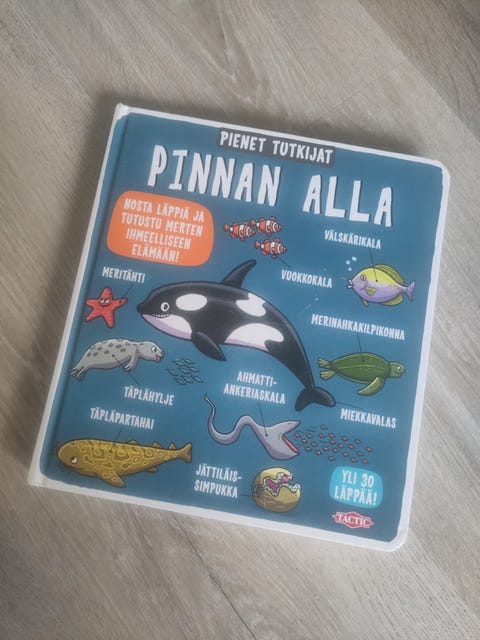 PIENET TUTKIJAT
PINNAN ALLA
NOSTA LÄPPIÄ JA
TUTUSTU MERTEN
IHMEELLISEEN
ELÄMÄÄN!
VÄLSKÄRIKALA
VUOKKOKALA
MERITÄHTI
MERINAHKAKILPIKONNA
TÄPLÄHYLJE
AHMATTI-
ANKERIASKALA
MIEKKAVALAS
TÄPLÄPARTAHAI
JÄTTILÄIS-
SIMPUKKA
YLI 30
LÄPPÄÄ!
TACTIC